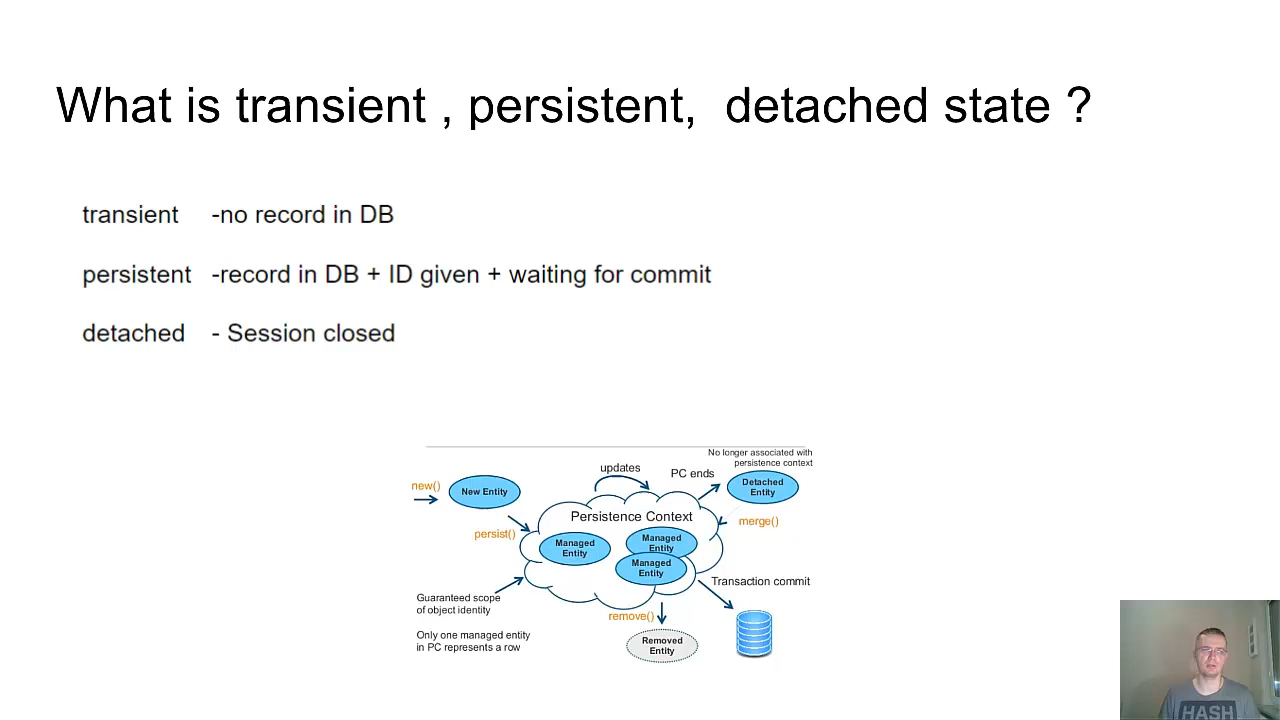 What is transient , persistent,  detached state ?
transient -no record in DB
persistent -record in DB + ID given + waiting for commit
detached - Session closed
No longer associated with
persistence context
updates
PC ends
new()
New Entity
Detached
Entity
Persistence Context
merge()
persist()
Managed
Entity
Managed
Entity
Managed
Entity
Transaction commit
Guaranteed scope
of object identity
remove()
Only one managed entity
in PC represents a row
Removed
Entity
HASH